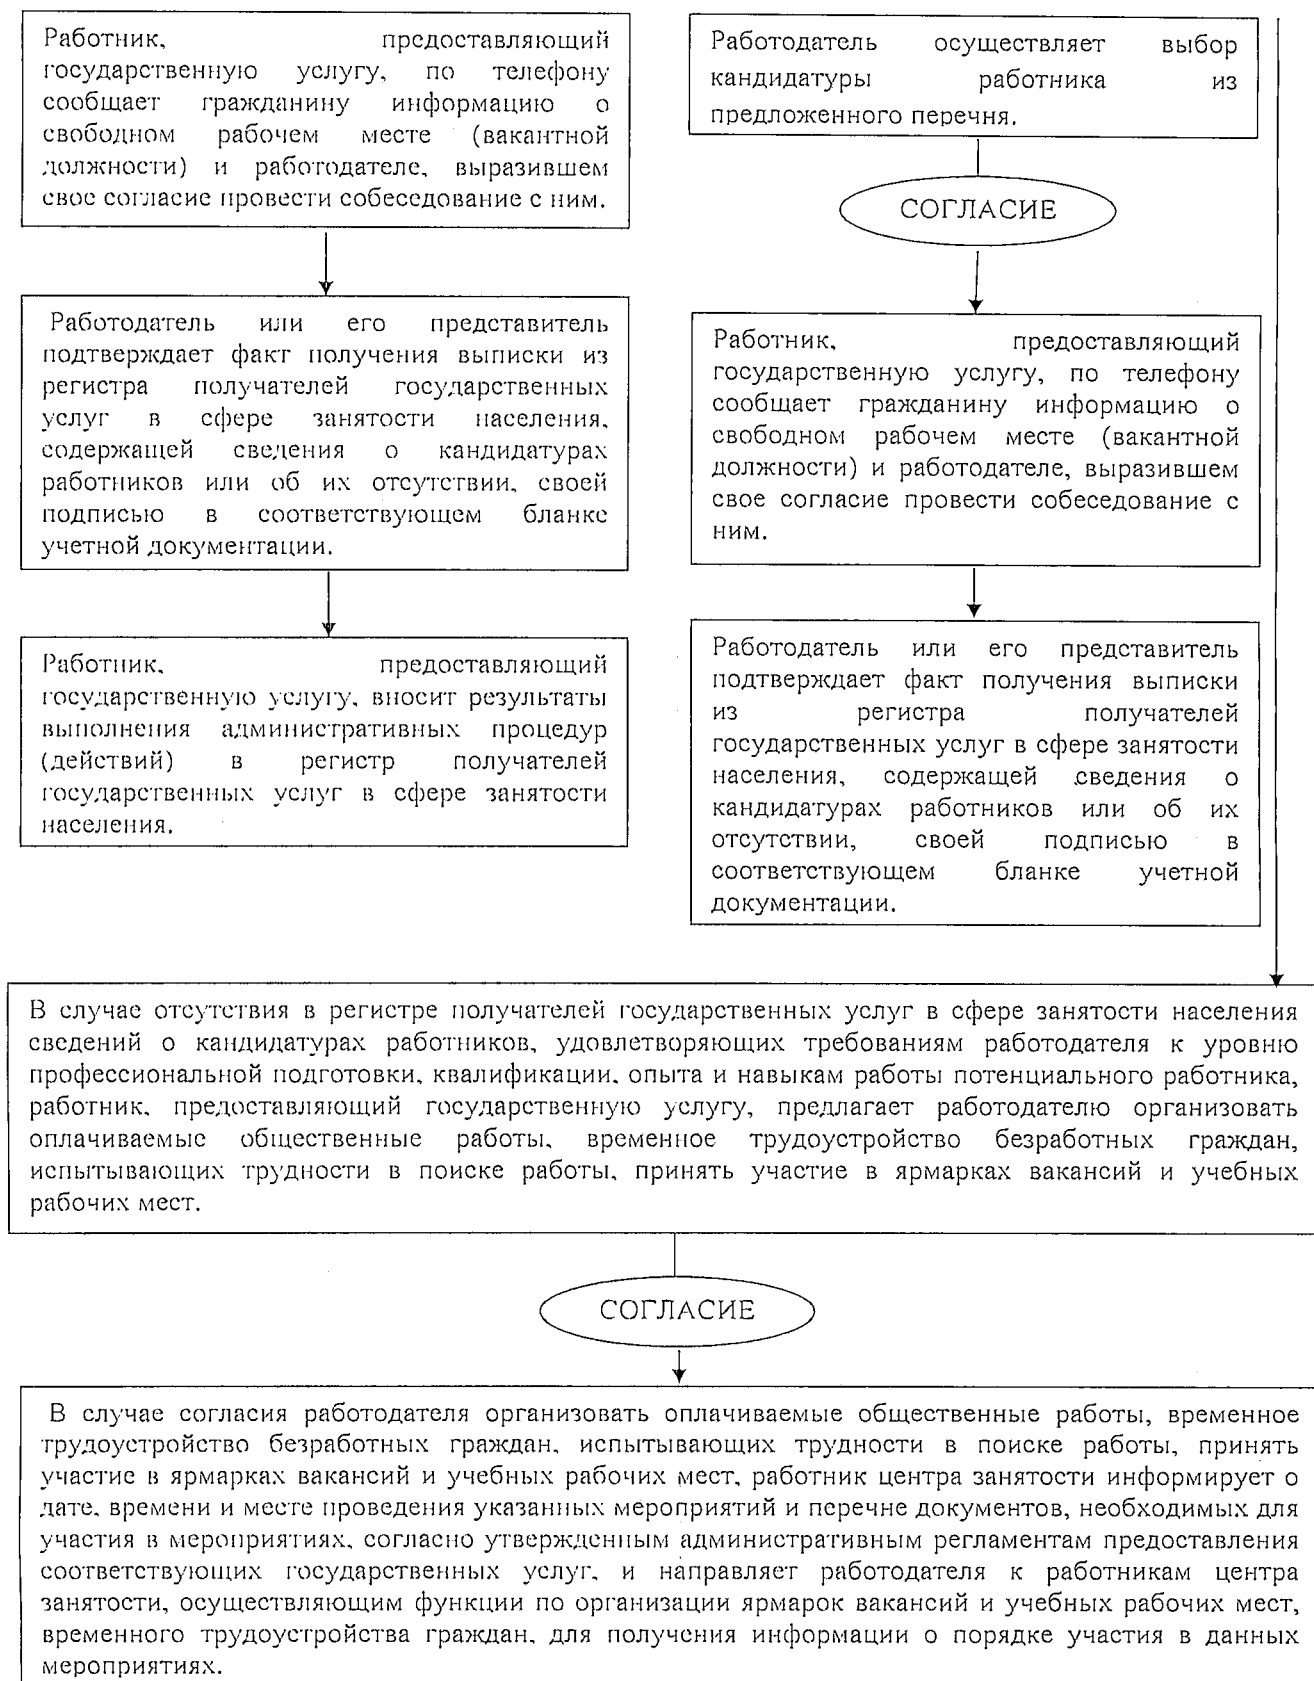 Работник, предоставляющий
государственную услугу, по телефону
сообщает гражданину информацию о
свободном рабочем месте (вакантной
должности) и работодателе, выразившем
свое согласие провести собеседование с ним.
Работодатель или его представитель
подтверждает факт получения выписки из
регистра получателей государственных
услуг в сфере занятости населения,
содержащей сведения о кандидатурах
работников или об их отсутствии, своей
подписью в соответствующем бланке
учетной документации.
Работник, предоставляющий
государственную услугу, вносит результаты
выполнения административных процедур
(действий) в регистр получателей
государственных услуг в сфере занятости
населения.
Работодатель осуществляет выбор
кандидатуры работника из
предложенного перечня.
СОГЛАСИЕ
Работник, предоставляющий
государственную услугу, по телефону
сообщает гражданину информацию о
свободном рабочем месте (вакантной
должности) и работодателе, выразившем
свое согласие провести собеседование с
ним.
Работодатель или его представитель
подтверждает факт получения выписки
из регистра получателей
государственных услуг в сфере занятости
населения, содержащей сведения о
кандидатурах работников или об их
отсутствии, своей подписью в
соответствующем бланке учетной
документации.
В случае отсутствия в регистре получателей государственных услуг в сфере занятости населения
сведений о кандидатурах работников, удовлетворяющих требованиям работодателя к уровню
профессиональной подготовки, квалификации, опыта и навыкам работы потенциального работника,
работник, предоставляющий государственную услугу, предлагает работодателю организовать
оплачиваемые общественные работы, временное трудоустройство безработных граждан,
испытывающих трудности в поиске работы, принять участие в ярмарках вакансий и учебных
рабочих мест.
СОГЛАСИЕ
В случае согласия работодателя организовать оплачиваемые общественные работы, временное
трудоустройство безработных граждан, испытывающих трудности в поиске работы, принять
участие в ярмарках вакансий и учебных рабочих мест, работник центра занятости информирует о
дате, времени и месте проведения указанных мероприятий и перечне документов, необходимых для
участия в мероприятиях, согласно утвержденным административным регламентам предоставления
соответствующих государственных услуг, и направляет работодателя к работникам центра
занятости, осуществляющим функции по организации ярмарок вакансий и учебных рабочих мест,
временного трудоустройства граждан, для получения информации о порядке участия в данных
мероприятиях.